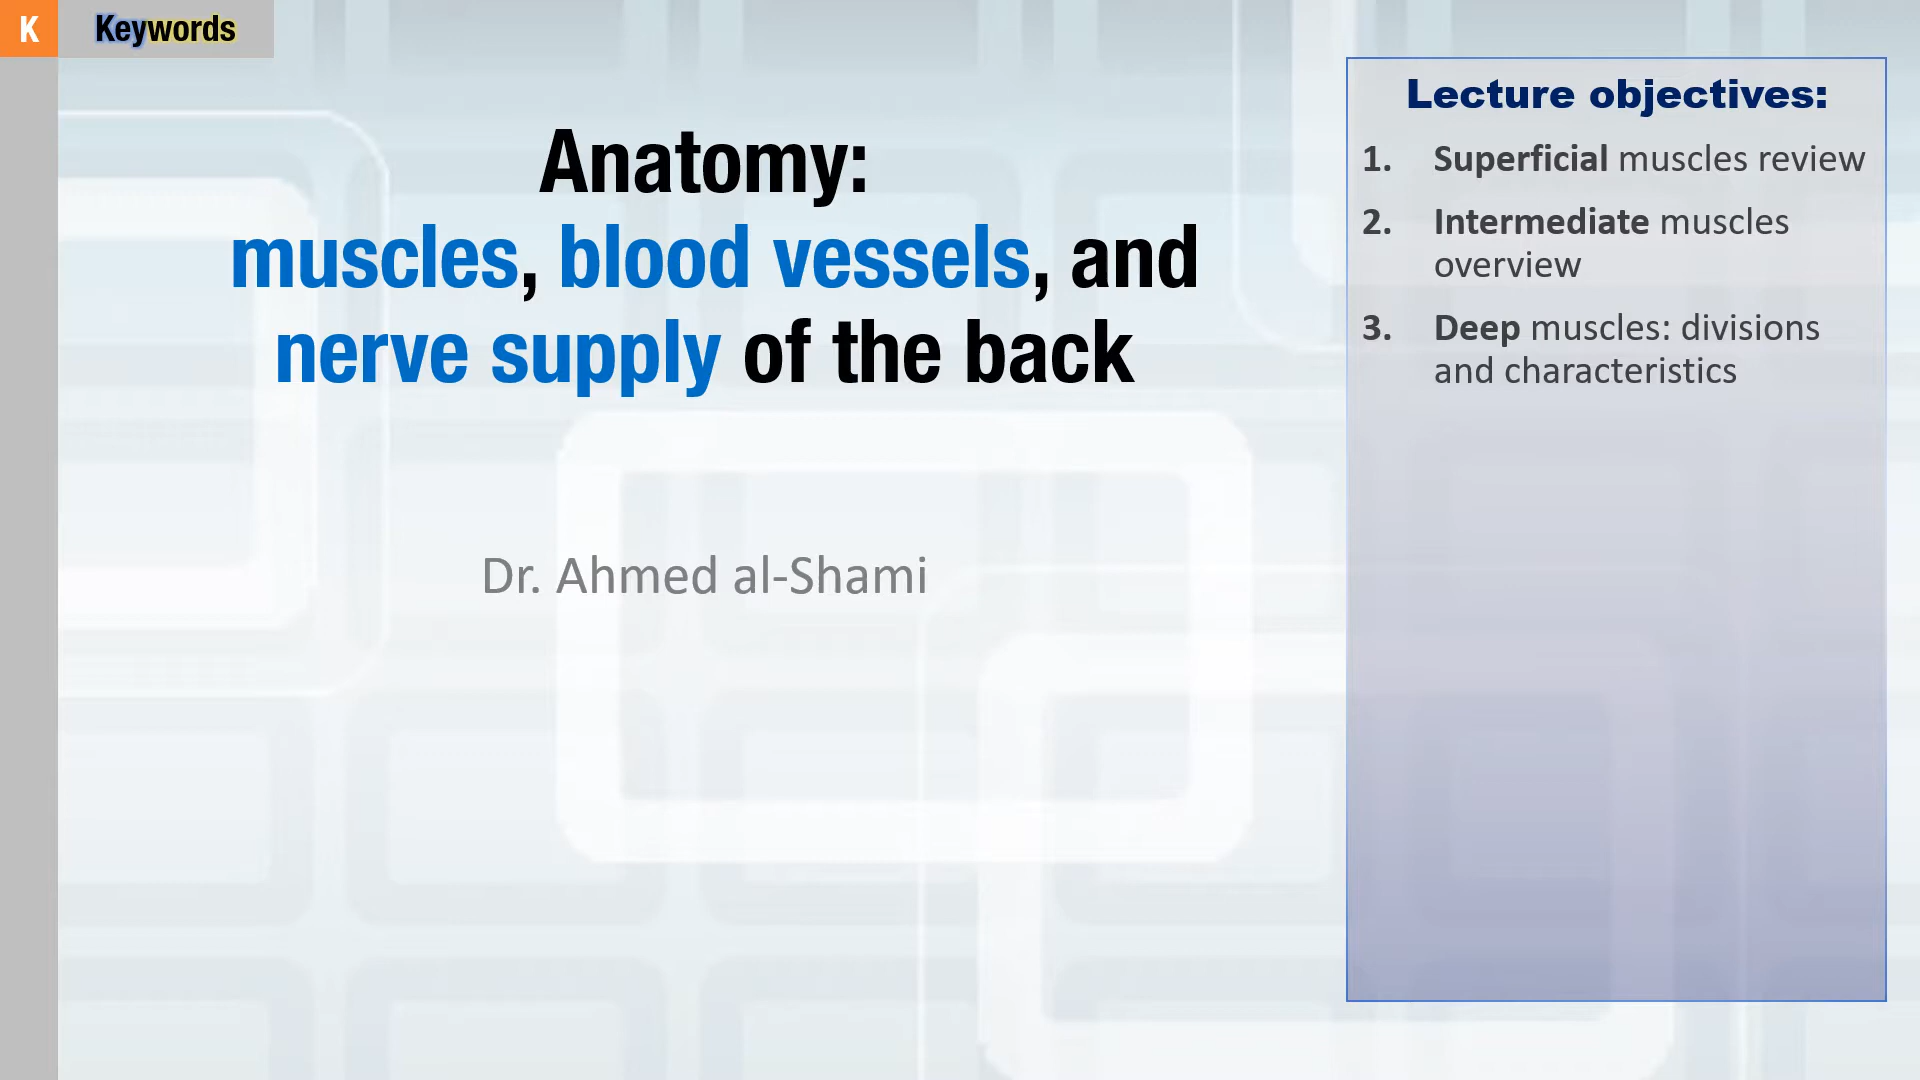 K
Keywords
Anatomy:
muscles, blood vessels, and
nerve supply of the back
Dr. Ahmed al-Shami
Lecture objectives:
1. Superficial muscles review
2. Intermediate muscles
overview
3. Deep muscles: divisions
and characteristics